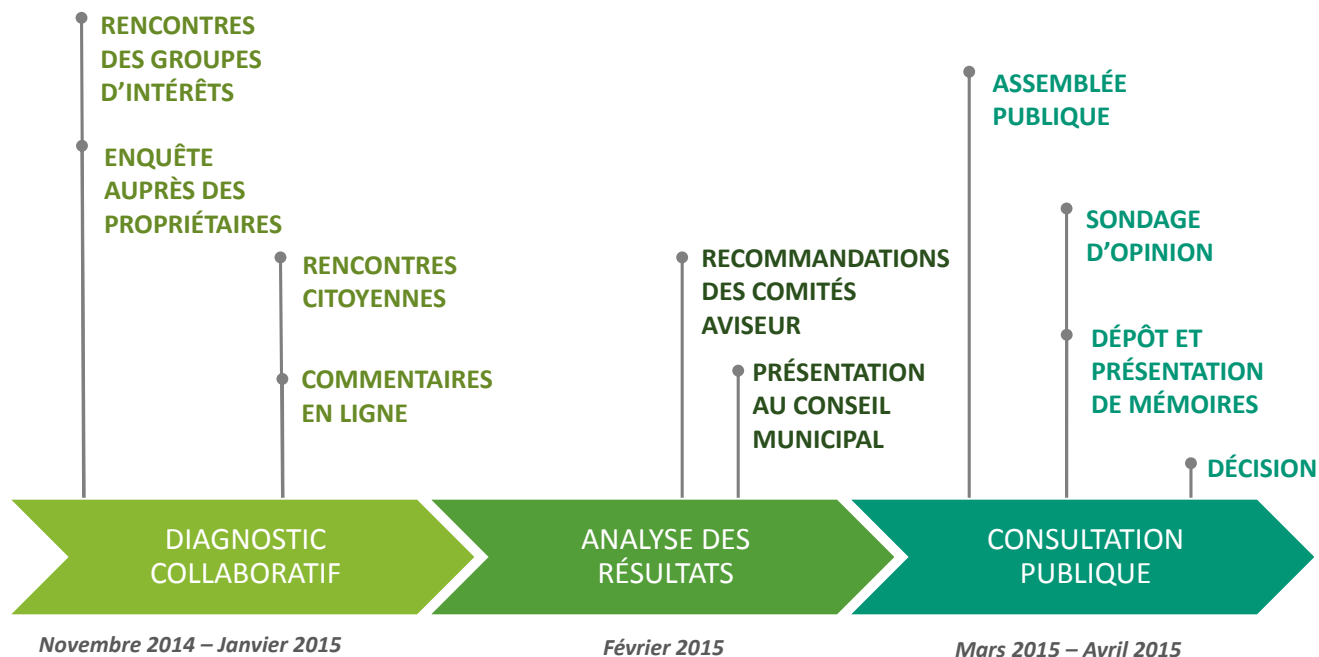 RENCONTRES
DES GROUPES
D’INTÉRÊTS
ENQUÊTE
AUPRÈS DES
PROPRIÉTAIRES
RENCONTRES
CITOYENNES
COMMENTAIRES
EN LIGNE
RECOMMANDATIONS
DES COMITÉS
AVISEUR
PRÉSENTATION
AU CONSEIL
MUNICIPAL
ASSEMBLÉE
PUBLIQUE
SONDAGE
D’OPINION
DÉPÔT ET
PRÉSENTATION
DE MÉMOIRES
DÉCISION
DIAGNOSTIC
COLLABORATIF
ANALYSE DES
RÉSULTATS
CONSULTATION
PUBLIQUE
Novembre 2014 – Janvier 2015
Février 2015
Mars 2015 – Avril 2015